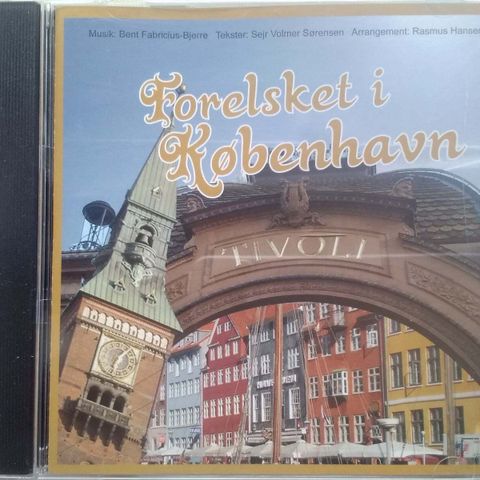 Musik: Bent Fabricius-Bjerre Tekster: Sejr Volmer Sørensen Arrangement: Rasmus Hansen
Forelsket i
København
TIVOLI